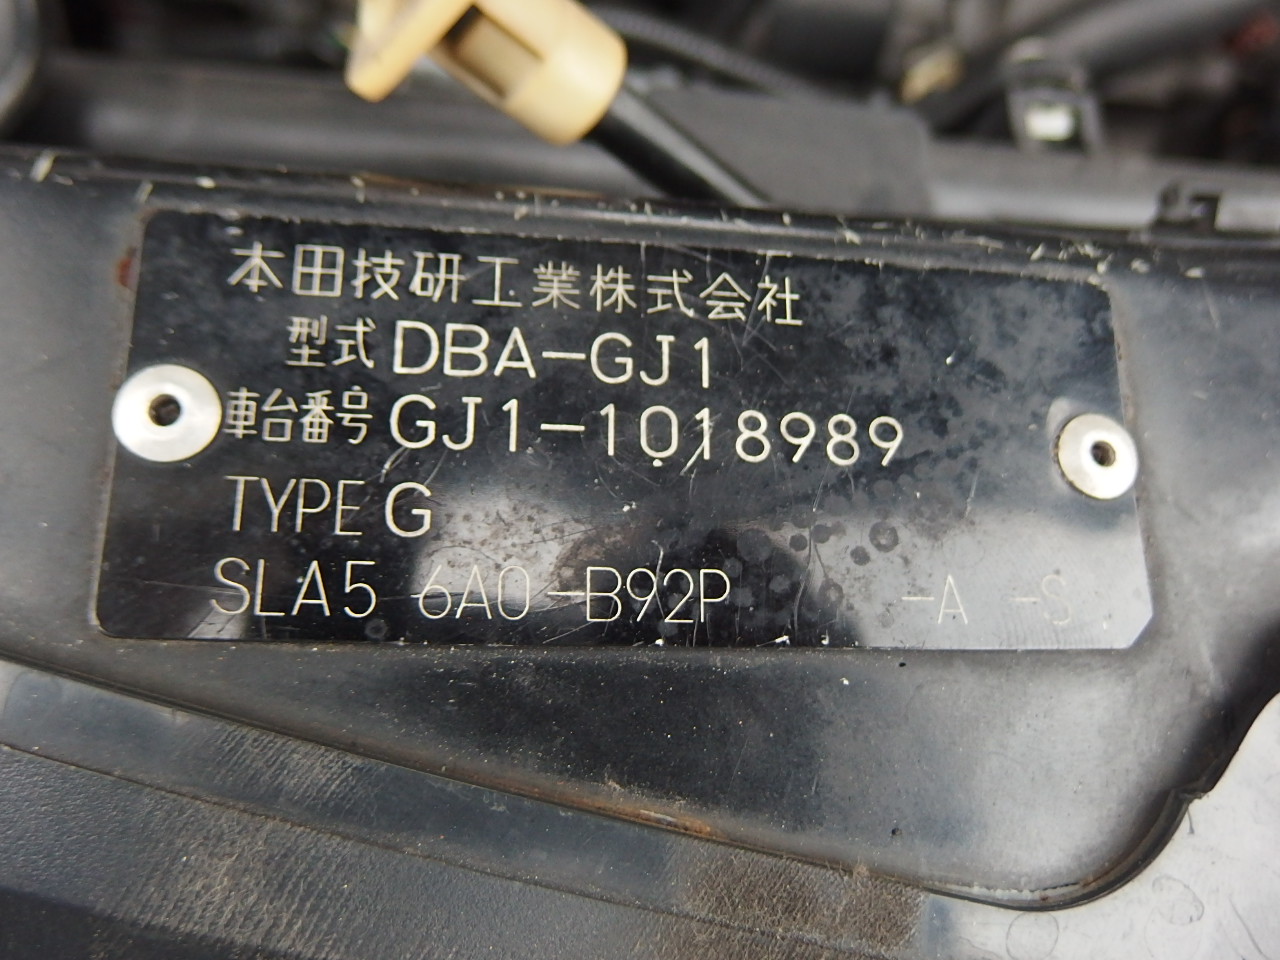 本田技研工業株式会社
型式 DBA-GJ1
車台番号 GJ1-1018989
TYPE G
SLA5 6A0-B92P -A -S